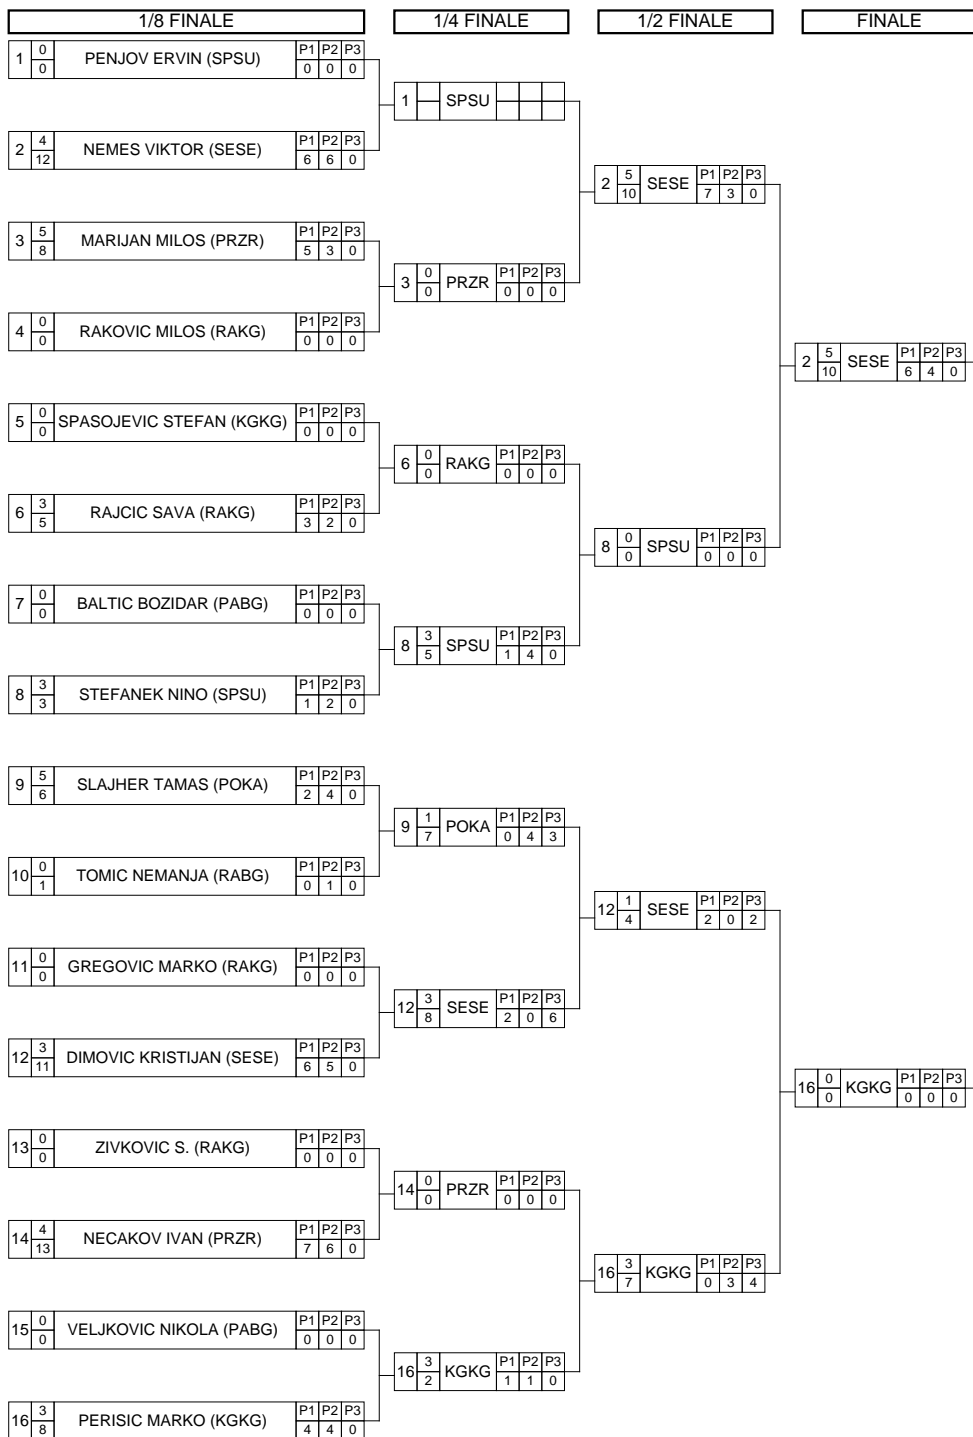 1/8 FINALE 1/4 FINALE 1/2 FINALE FINALE
1 0 0 PENJOV ERVIN (SPSU) P1 P2 P3 0 0 0
1 SPSU
2 4 12 NEMES VIKTOR (SESE) P1 P2 P3 6 6 0
2 5 10 SESE P1 P2 P3 7 3 0
3 5 8 MARIJAN MILOS (PRZR) P1 P2 P3 5 3 0
3 0 0 PRZR P1 P2 P3 0 0 0
4 0 0 RAKOVIC MILOS (RAKG) P1 P2 P3 0 0 0
2 5 10 SESE P1 P2 P3 6 4 0
5 0 0 SPASOJEVIC STEFAN (KGKG) P1 P2 P3 0 0 0
6 0 0 RAKG P1 P2 P3 0 0 0
6 3 5 RAJCIC SAVA (RAKG) P1 P2 P3 3 2 0
8 0 0 SPSU P1 P2 P3 0 0 0
7 0 0 BALTIC BOZIDAR (PABG) P1 P2 P3 0 0 0
8 3 5 SPSU P1 P2 P3 1 4 0
8 3 3 STEFANEK NINO (SPSU) P1 P2 P3 1 2 0
9 5 6 SLAJHER TAMAS (POKA) P1 P2 P3 2 4 0
9 1 7 POKA P1 P2 P3 0 4 3
10 0 1 TOMIC NEMANJA (RABG) P1 P2 P3 0 1 0
12 1 4 SESE P1 P2 P3 2 0 2
11 0 0 GREGOVIC MARKO (RAKG) P1 P2 P3 0 0 0
12 3 8 SESE P1 P2 P3 2 0 6
12 3 11 DIMOVIC KRISTIJAN (SESE) P1 P2 P3 6 5 0
16 0 0 KGKG P1 P2 P3 0 0 0
13 0 0 ZIVKOVIC S. (RAKG) P1 P2 P3 0 0 0
14 0 0 PRZR P1 P2 P3 0 0 0
14 4 13 NECAKOV IVAN (PRZR) P1 P2 P3 7 6 0
16 3 7 KGKG P1 P2 P3 0 3 4
15 0 0 VELJKOVIC NIKOLA (PABG) P1 P2 P3 0 0 0
16 3 2 KGKG P1 P2 P3 1 1 0
16 3 8 PERISIC MARKO (KGKG) P1 P2 P3 4 4 0